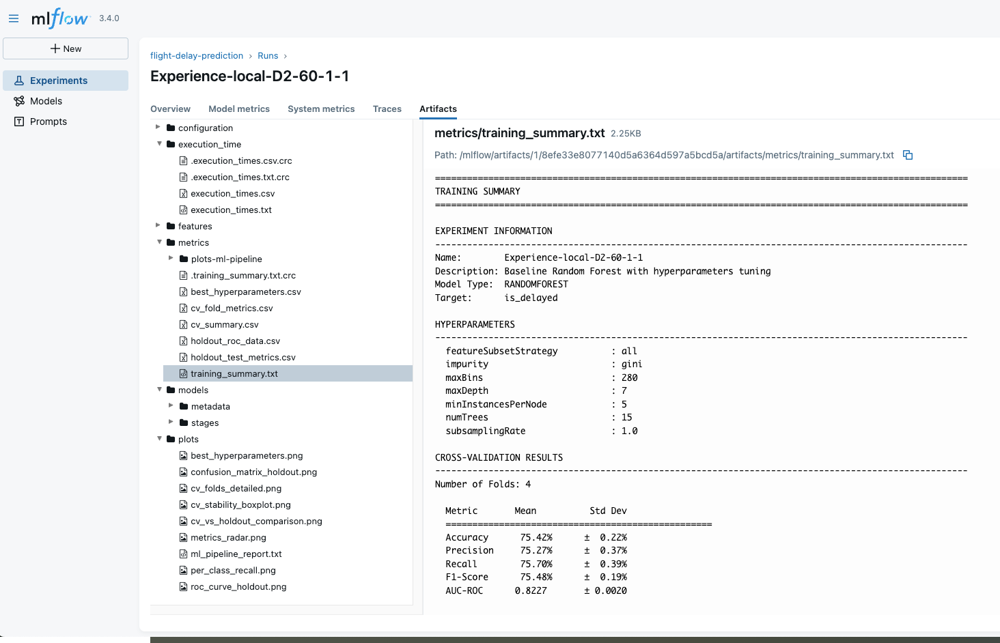 mlflow 3.4.0
New
Experiments
Models
Prompts
flight-delay-prediction › Runs ›
Experience-local-D2-60-1-1
Overview Model metrics System metrics Traces Artifacts
configuration
execution_time
.execution_times.csv.crc
.execution_times.txt.crc
execution_times.csv
execution_times.txt
features
metrics
plots-ml-pipeline
.training_summary.txt.crc
best_hyperparameters.csv
cv_fold_metrics.csv
cv_summary.csv
holdout_roc_data.csv
holdout_test_metrics.csv
training_summary.txt
models
metadata
stages
plots
best_hyperparameters.png
confusion_matrix_holdout.png
cv_folds_detailed.png
cv_stability_boxplot.png
cv_vs_holdout_comparison.png
metrics_radar.png
ml_pipeline_report.txt
per_class_recall.png
roc_curve_holdout.png
metrics/training_summary.txt 2.25KB
Path: /mlflow/artifacts/1/8efe33e8077140d5a6364d597a5bcd5a/artifacts/metrics/training_summary.txt
====================================================================================================
TRAINING SUMMARY
====================================================================================================
EXPERIMENT INFORMATION
----------------------------------------------------------------------------------------------------
Name: Experience-local-D2-60-1-1
Description: Baseline Random Forest with hyperparameters tuning
Model Type: RANDOMFOREST
Target: is_delayed
HYPERPARAMETERS
----------------------------------------------------------------------------------------------------
featureSubsetStrategy : all
impurity : gini
maxBins : 280
maxDepth : 7
minInstancesPerNode : 5
numTrees : 15
subsamplingRate : 1.0
CROSS-VALIDATION RESULTS
----------------------------------------------------------------------------------------------------
Number of Folds: 4
Metric Mean Std Dev
==================================================
Accuracy 75.42% ± 0.22%
Precision 75.27% ± 0.37%
Recall 75.70% ± 0.39%
F1-Score 75.48% ± 0.19%
AUC-ROC 0.8227 ± 0.0020